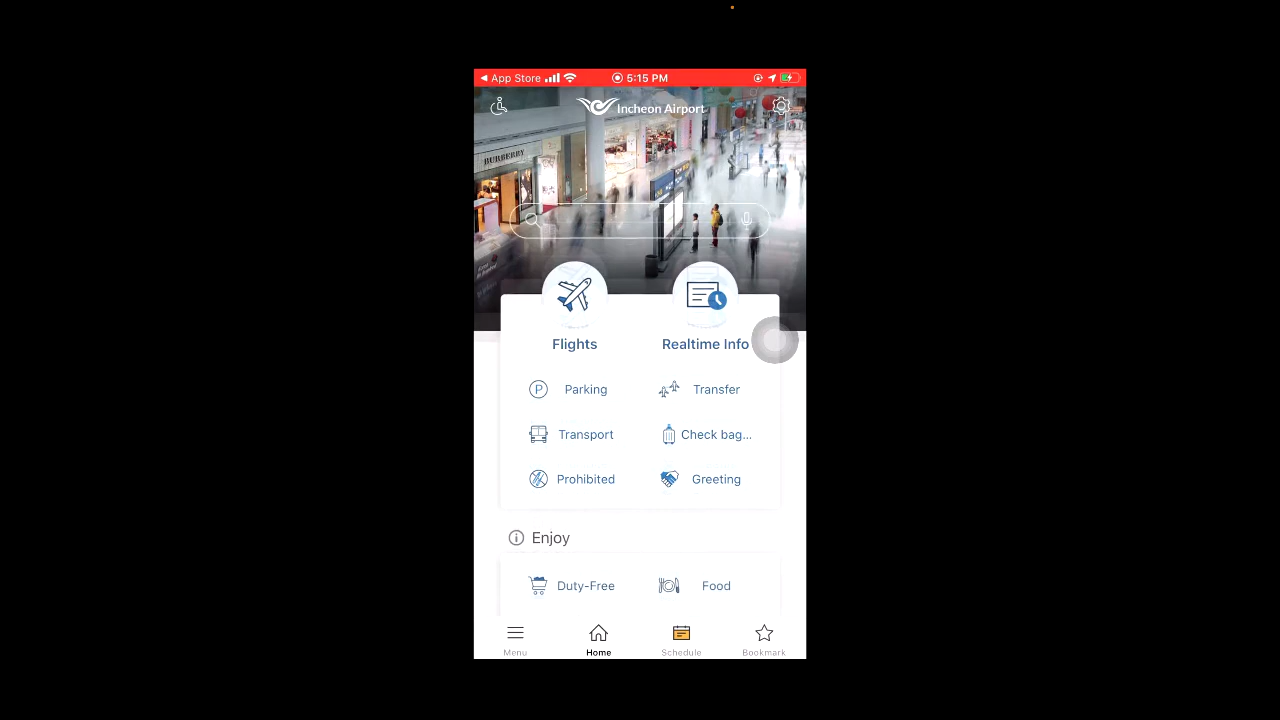 App Store
5:15 PM
Incheon Airport
BURBERRY
Flights
Realtime Info
P
Parking
Transfer
Transport
Check bag...
Prohibited
Greeting
Enjoy
Duty-Free
Food
Menu
Home
Schedule
Bookmark